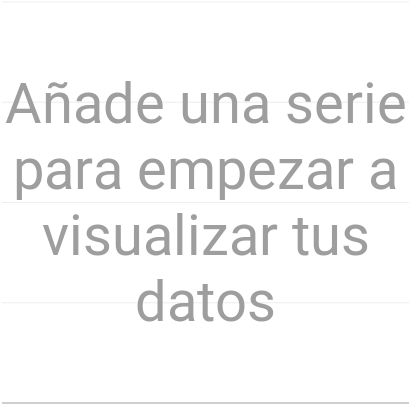 Añade una serie
para empezar a
visualizar tus
datos